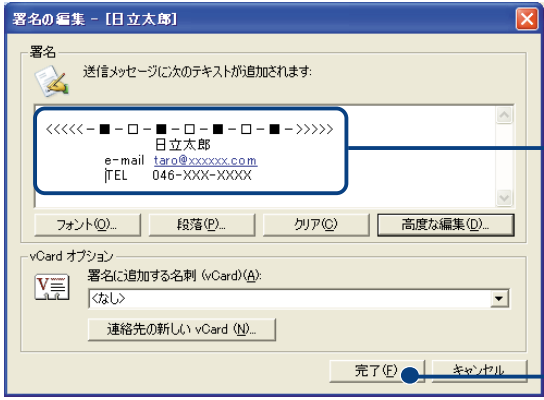 署名の編集 - [日立太郎]
署名
送信メッセージに次のテキストが追加されます:
<<<<<-■-□-■-□-■-□-■->>>>>
日立太郎
e-mail taro@xxxxxx.com
TEL 046-XXX-XXXX
フォント(O)... 段落(P)... クリア(C) 高度な編集(D)...
vCard オプション
署名に追加する名刺 (vCard)(A):
<なし>
連絡先の新しい vCard (N)...
完了(F) キャンセル